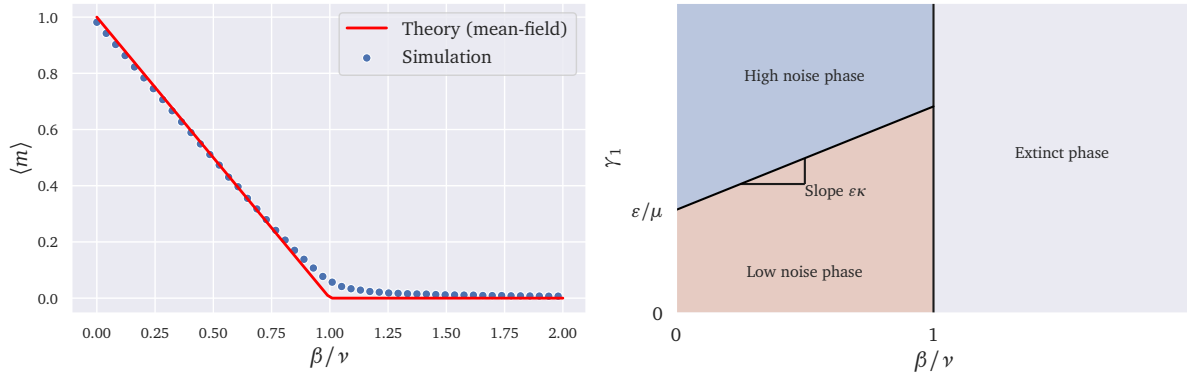 1.0
0.8
0.6
0.4
0.2
0.0
⟨m⟩
Theory (mean-field)
Simulation
0.00 0.25 0.50 0.75 1.00 1.25 1.50 1.75 2.00
β/ν
γ₁
ε/μ
0
High noise phase
Extinct phase
Slope εκ
Low noise phase
0 1
β/ν